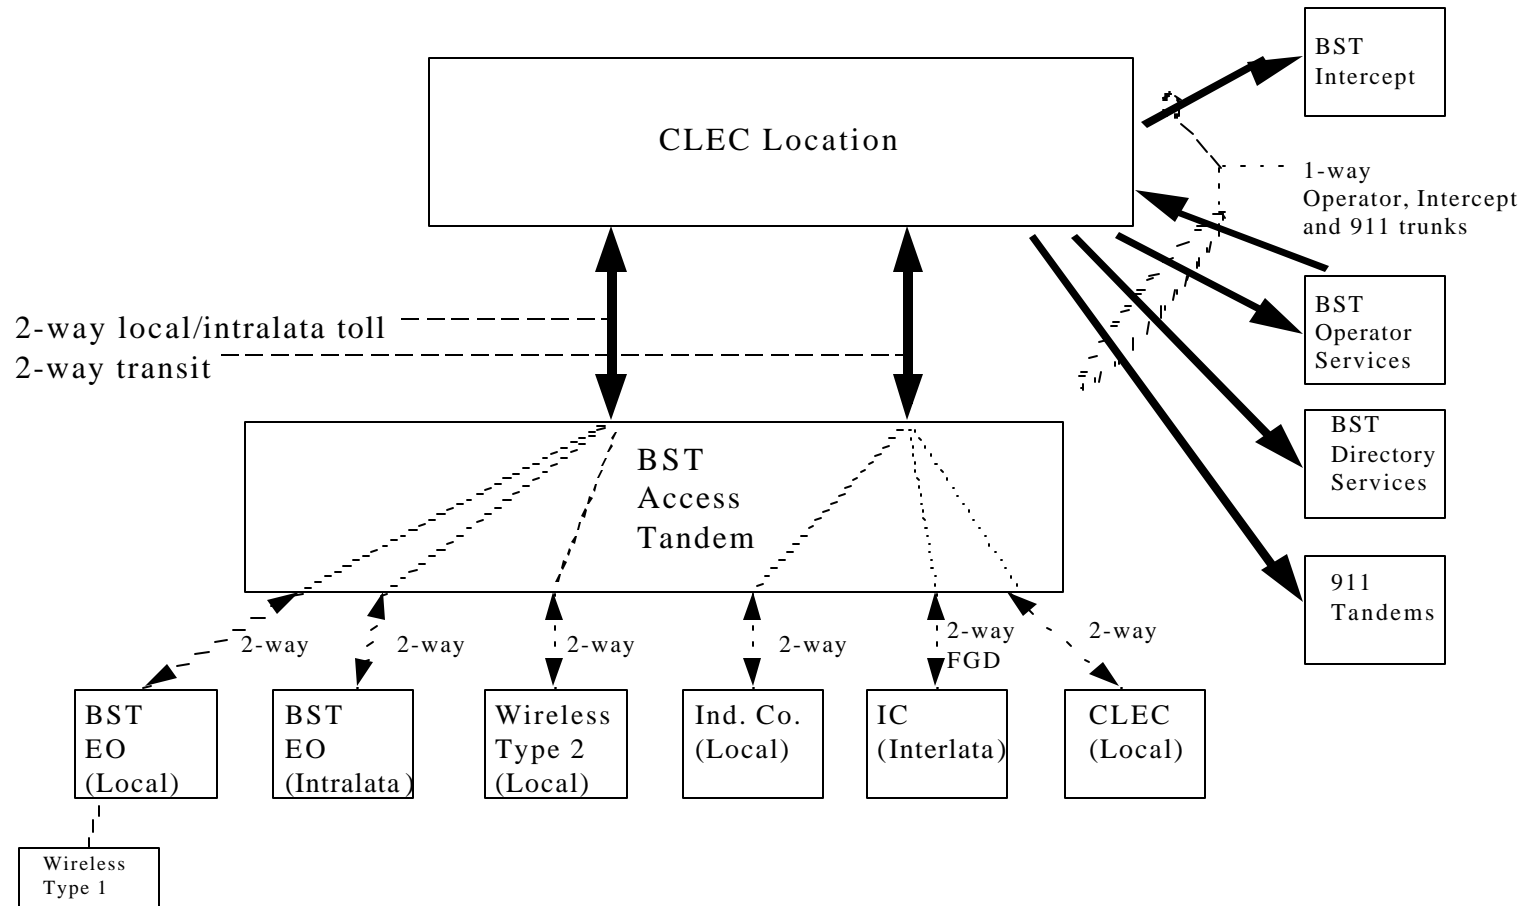 BST
Intercept
CLEC Location
1-way
Operator, Intercept
and 911 trunks
2-way local/intralata toll
2-way transit
BST
Operator
Services
BST
Directory
Services
BST
Access
Tandem
911
Tandems
2-way
2-way
2-way
2-way
2-way
FGD
2-way
BST
EO
(Local)
BST
EO
(Intralata)
Wireless
Type 2
(Local)
Ind. Co.
(Local)
IC
(Interlata)
CLEC
(Local)
Wireless
Type 1